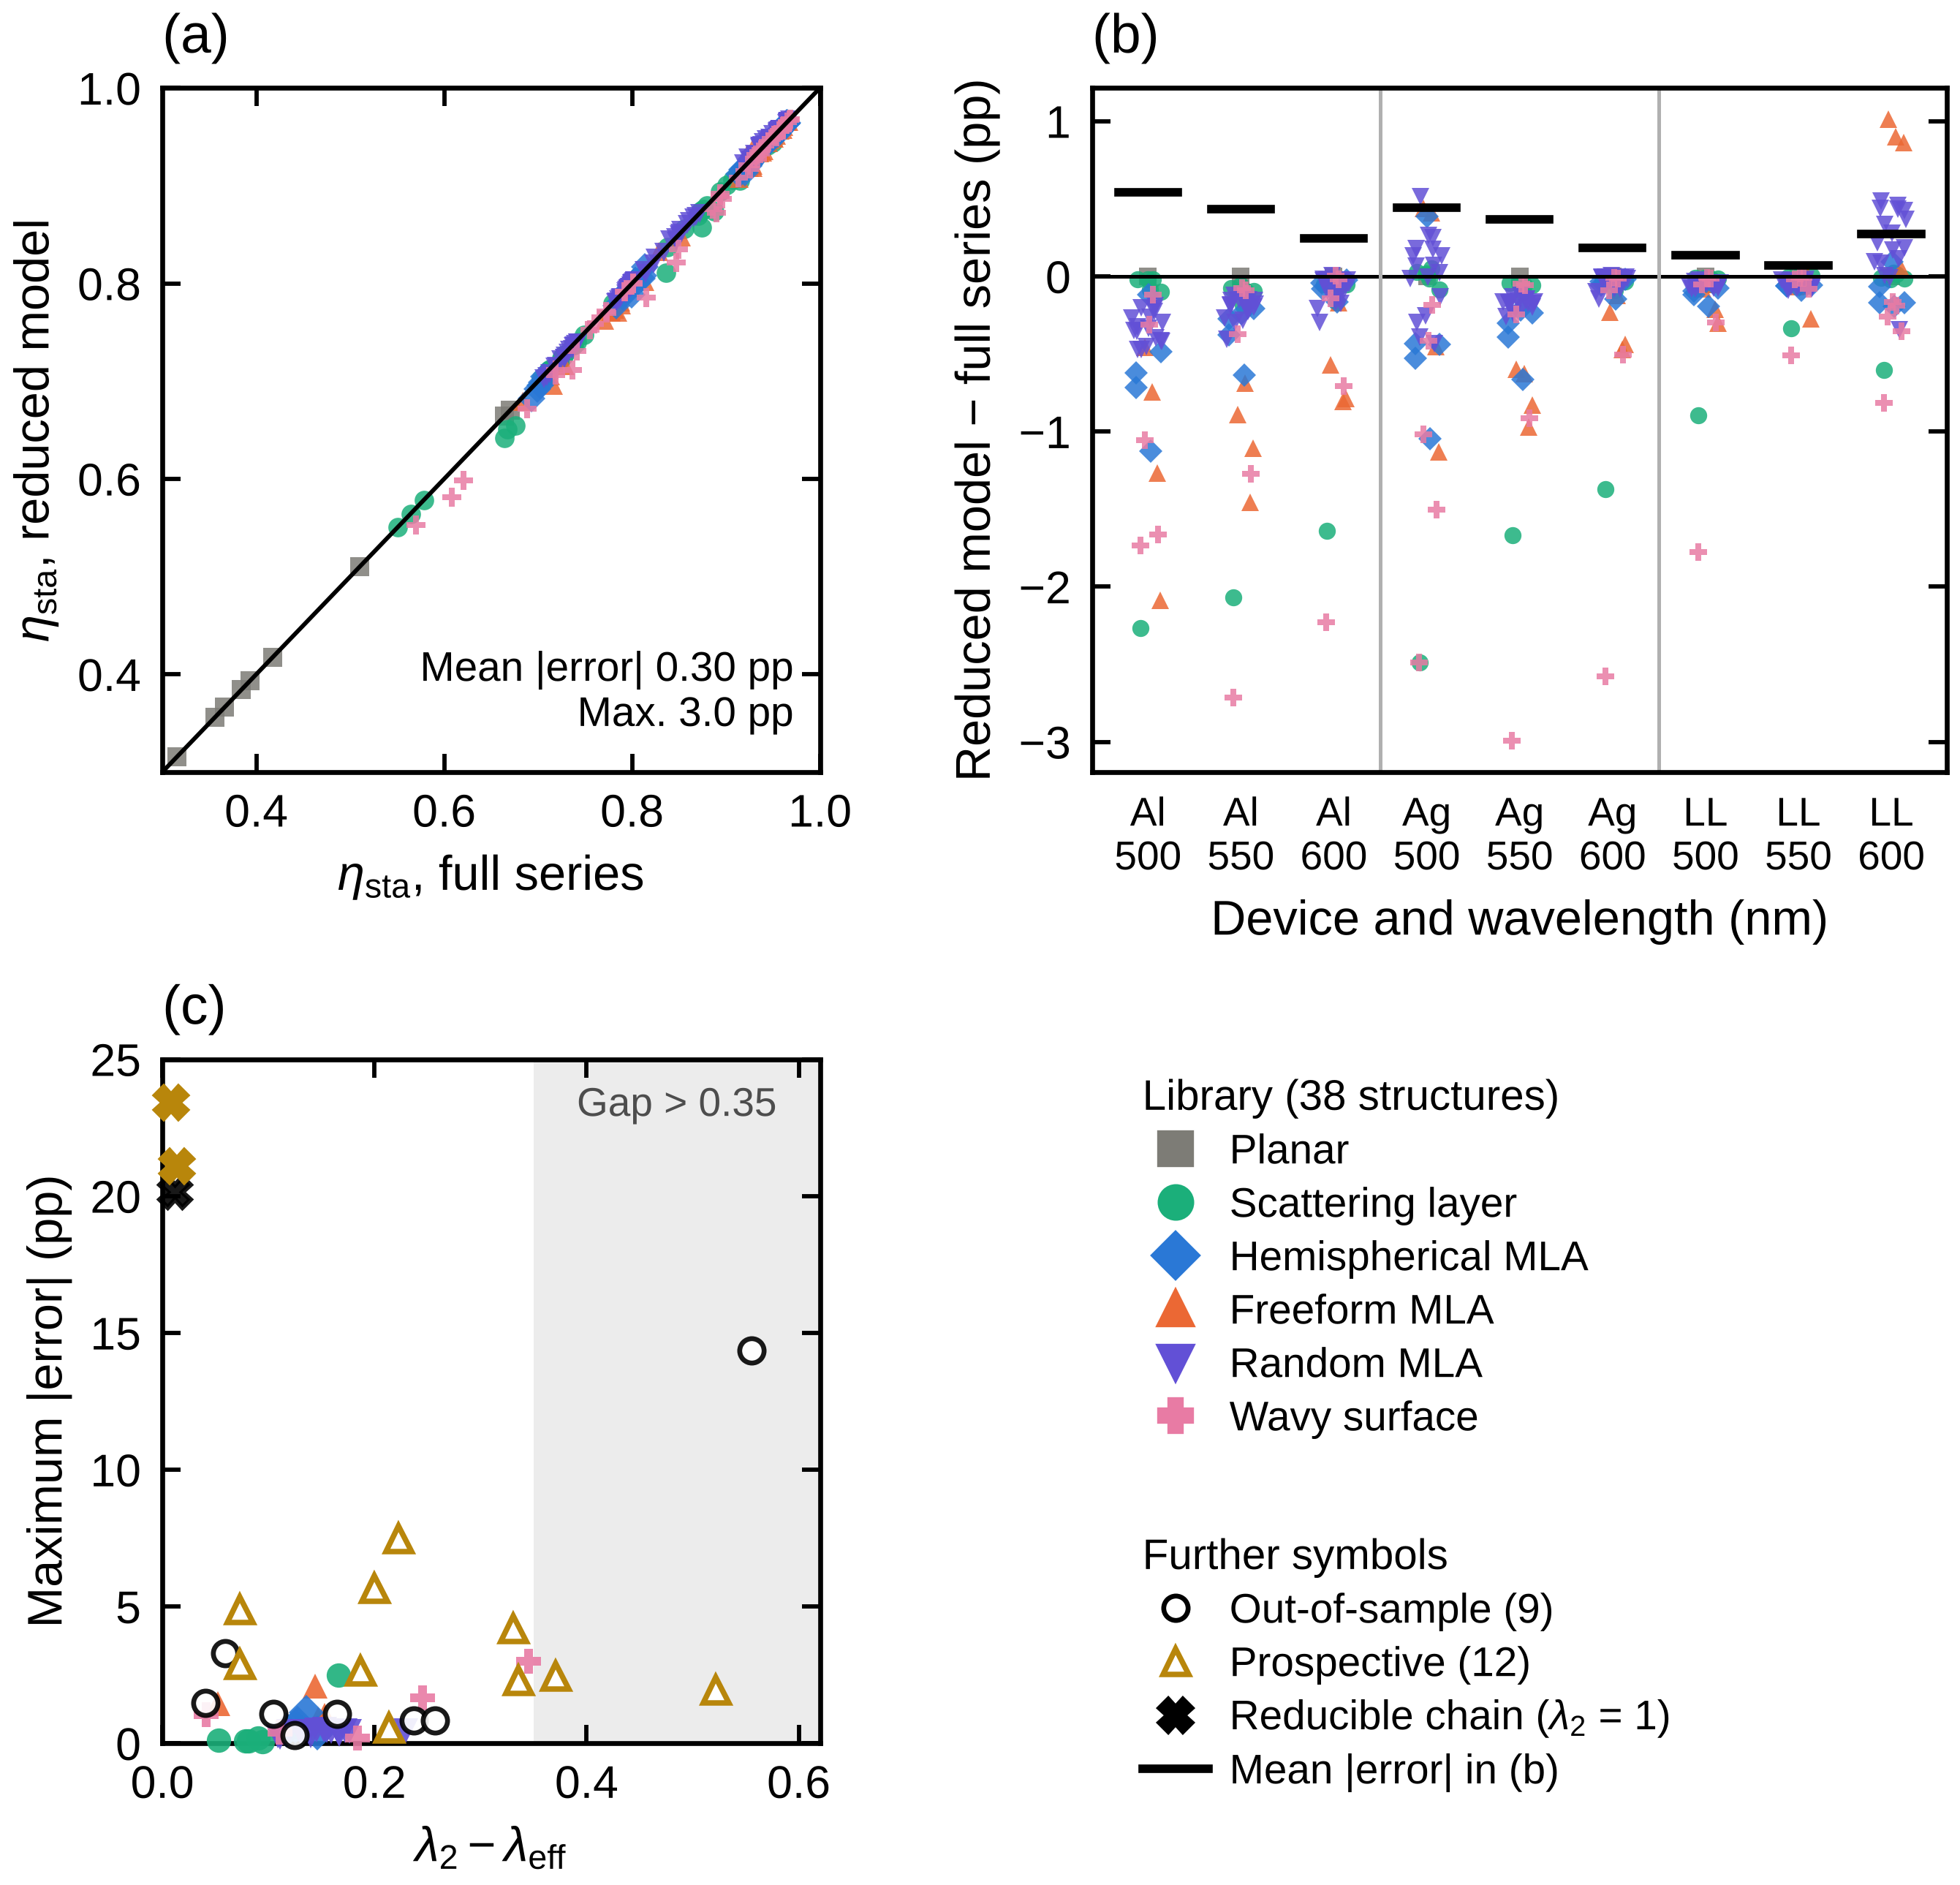 (a)
1.0
0.8
0.6
0.4
η_sta, reduced model
Mean |error| 0.30 pp
Max. 3.0 pp
0.4 0.6 0.8 1.0
η_sta, full series
(b)
1
0
−1
−2
−3
Reduced model − full series (pp)
Al Al Al Ag Ag Ag LL LL LL
500 550 600 500 550 600 500 550 600
Device and wavelength (nm)
(c)
25
20
15
10
5
0
Maximum |error| (pp)
Gap > 0.35
0.0 0.2 0.4 0.6
λ₂ − λ_eff
Library (38 structures)
Planar
Scattering layer
Hemispherical MLA
Freeform MLA
Random MLA
Wavy surface
Further symbols
Out-of-sample (9)
Prospective (12)
Reducible chain (λ₂ = 1)
Mean |error| in (b)